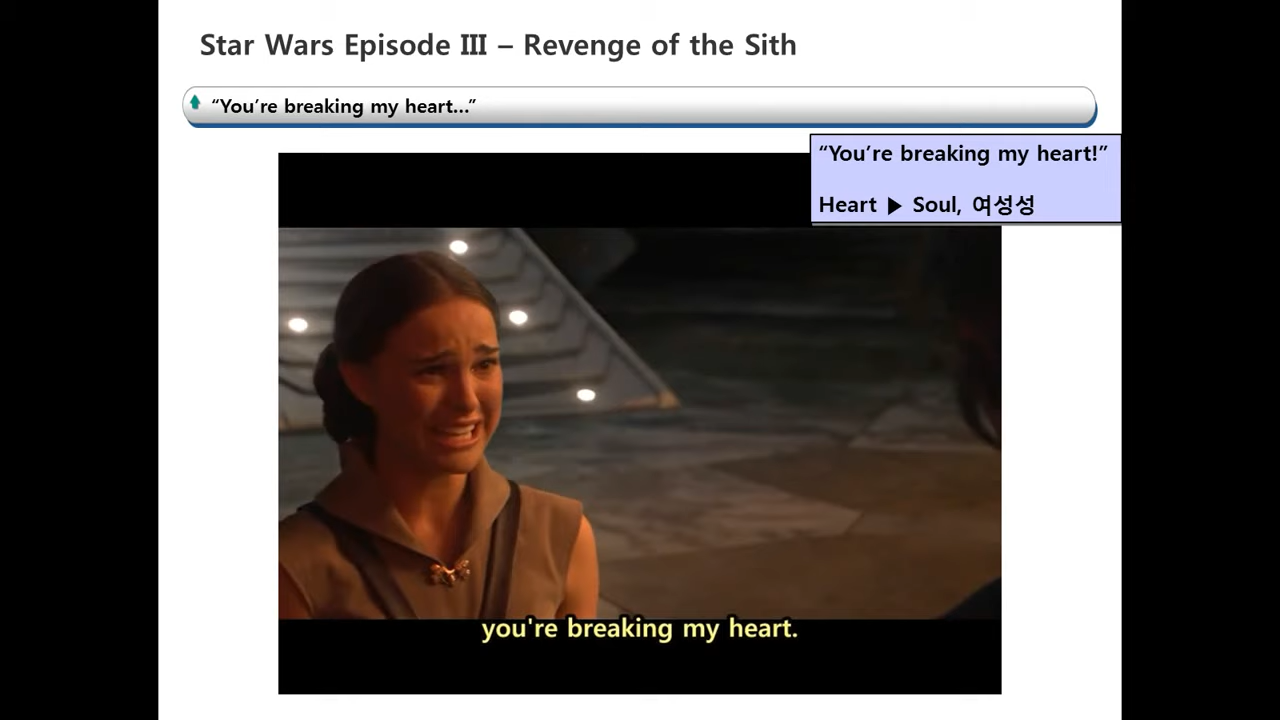 Star Wars Episode III – Revenge of the Sith
“You’re breaking my heart…”
“You’re breaking my heart!”
Heart ▶ Soul, 여성성
you're breaking my heart.